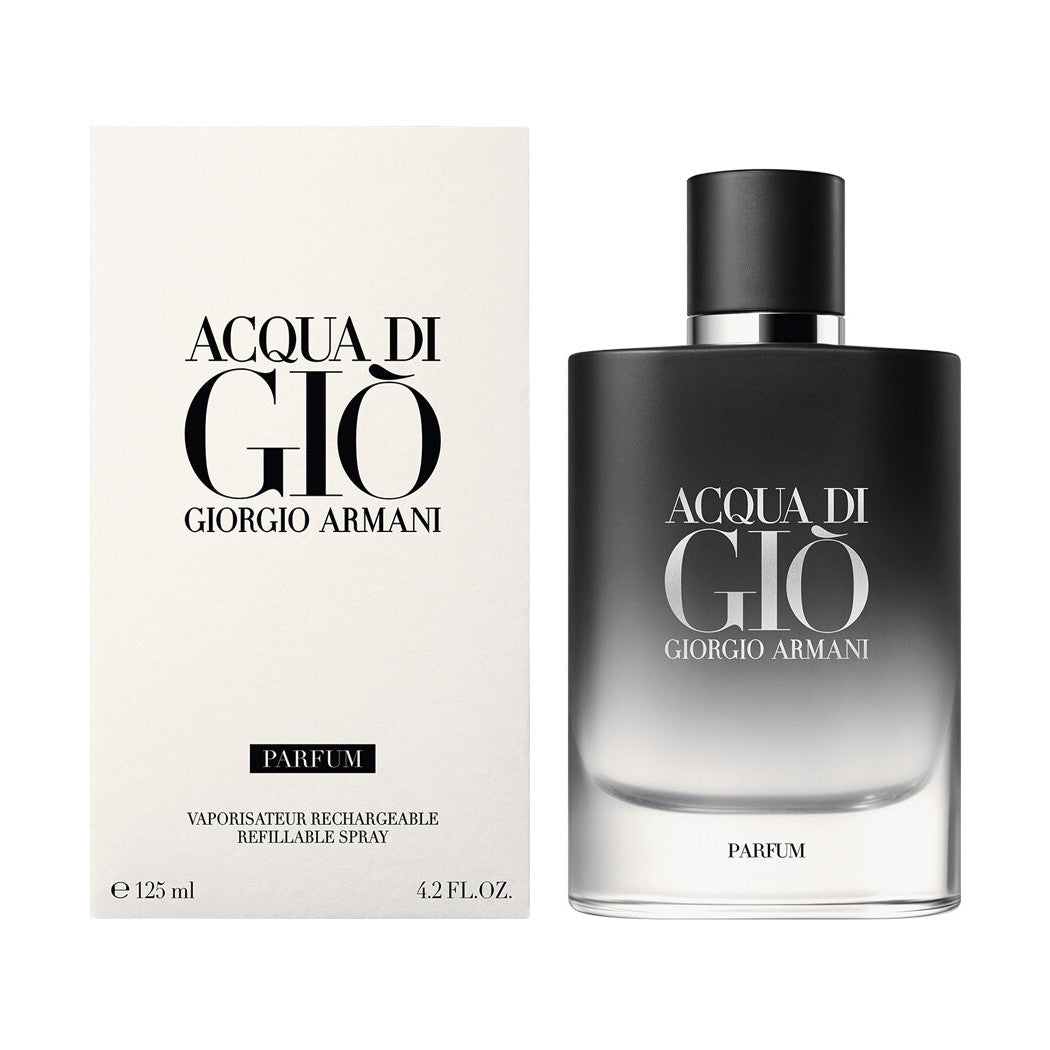 ACQUA DI
GIÒ
GIORGIO ARMANI
PARFUM
VAPORISATEUR RECHARGEABLE
REFILLABLE SPRAY
℮ 125 ml
4.2 FL.OZ.
ACQUA DI
GIÒ
GIORGIO ARMANI
PARFUM